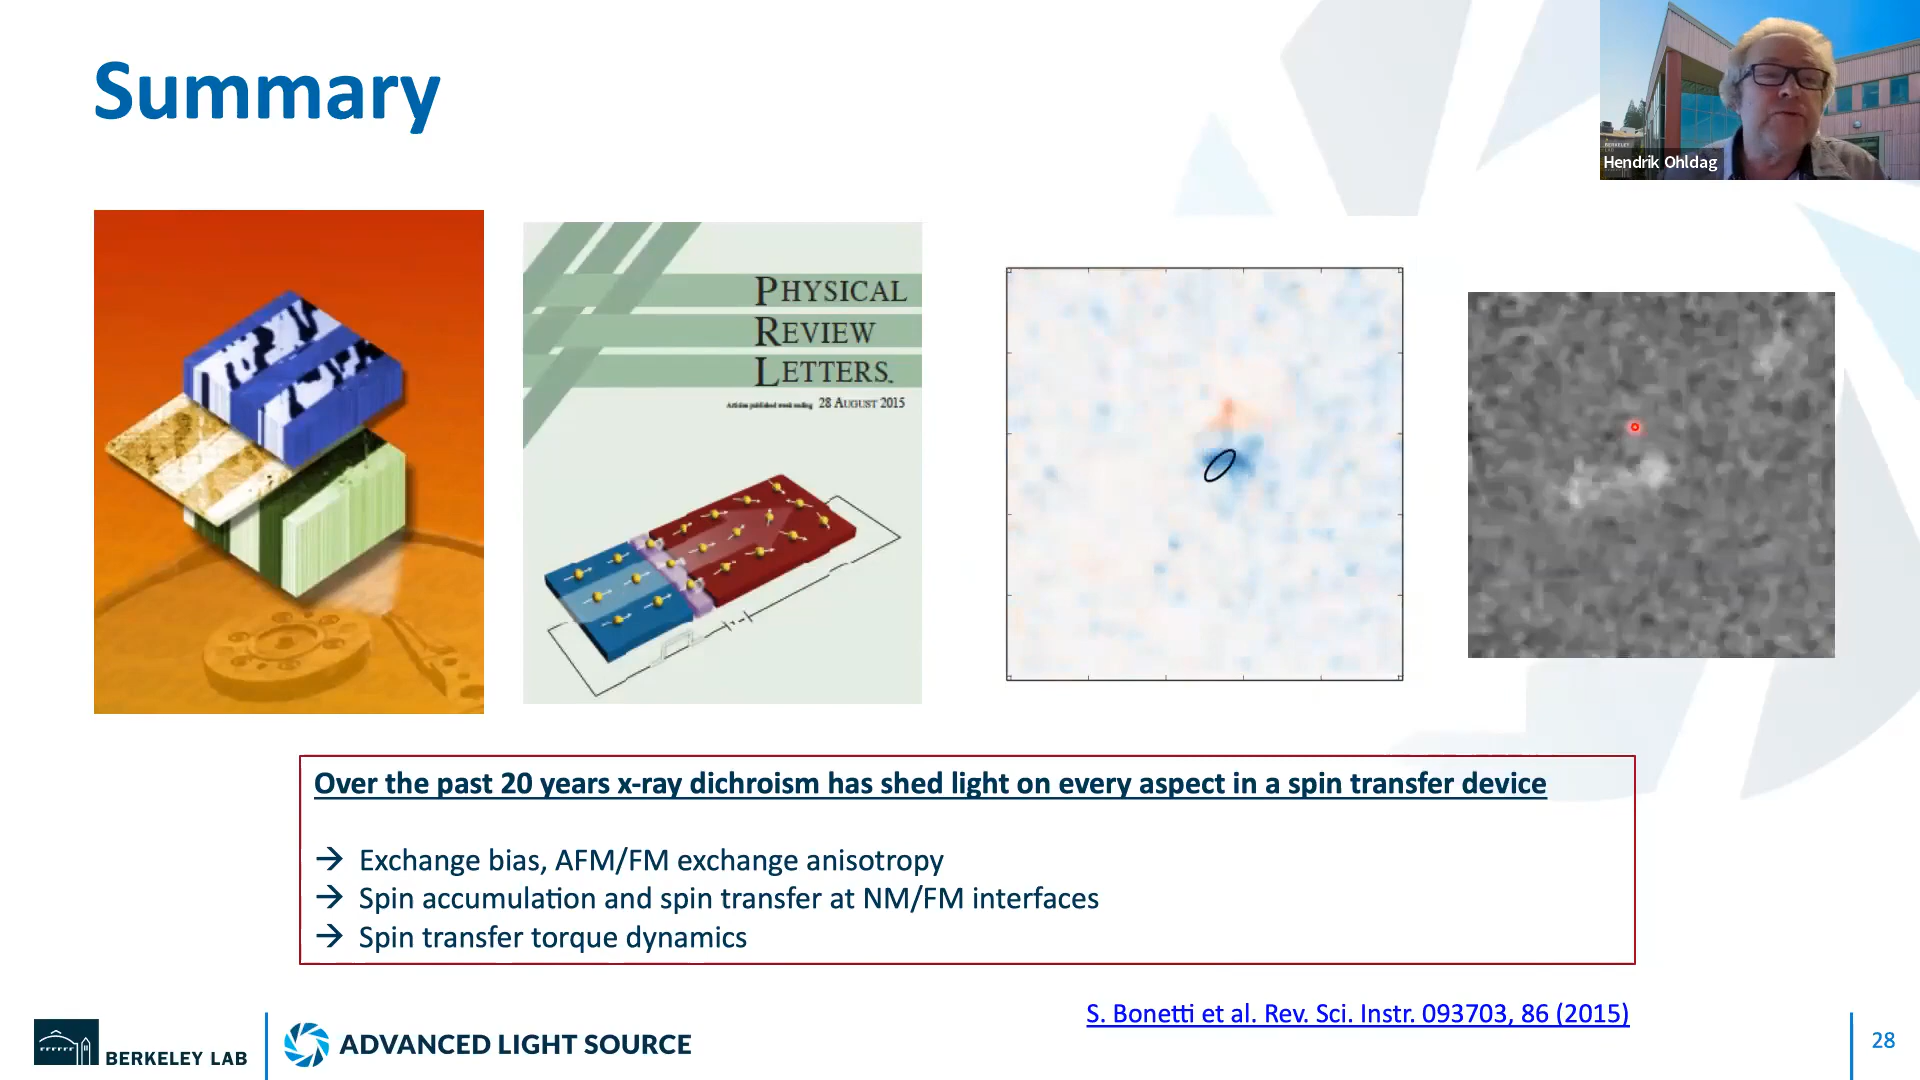 Summary
Hendrik Ohldag
BERKELEY
PHYSICAL
REVIEW
LETTERS.
Articles published week ending 28 AUGUST 2015
Over the past 20 years x-ray dichroism has shed light on every aspect in a spin transfer device
→ Exchange bias, AFM/FM exchange anisotropy
→ Spin accumulation and spin transfer at NM/FM interfaces
→ Spin transfer torque dynamics
S. Bonetti et al. Rev. Sci. Instr. 093703, 86 (2015)
BERKELEY LAB
ADVANCED LIGHT SOURCE
28